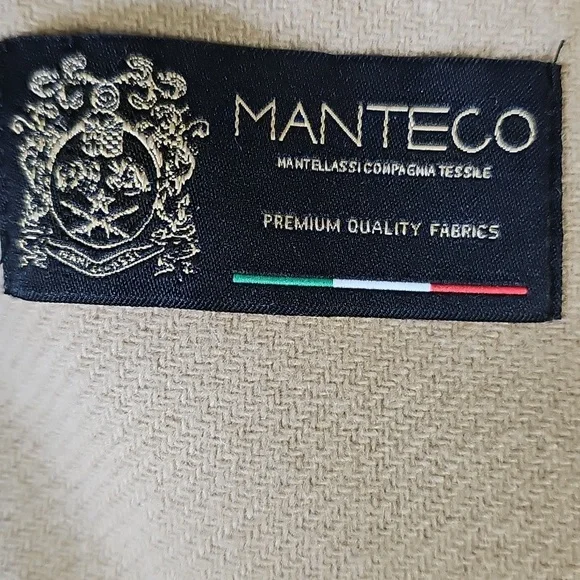 MANTECO
MANTELLASSI COMPAGNIA TESSILE
PREMIUM QUALITY FABRICS